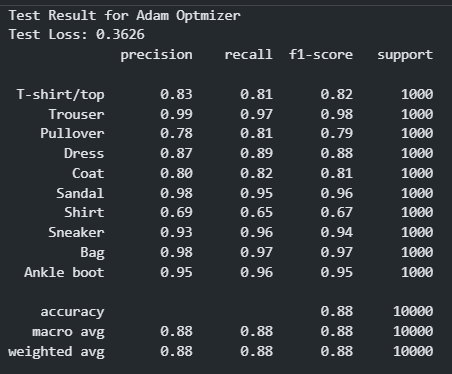 Test Result for Adam Optmizer
Test Loss: 0.3626
precision recall f1-score support
T-shirt/top 0.83 0.81 0.82 1000
Trouser 0.99 0.97 0.98 1000
Pullover 0.78 0.81 0.79 1000
Dress 0.87 0.89 0.88 1000
Coat 0.80 0.82 0.81 1000
Sandal 0.98 0.95 0.96 1000
Shirt 0.69 0.65 0.67 1000
Sneaker 0.93 0.96 0.94 1000
Bag 0.98 0.97 0.97 1000
Ankle boot 0.95 0.96 0.95 1000
accuracy 0.88 10000
macro avg 0.88 0.88 0.88 10000
weighted avg 0.88 0.88 0.88 10000